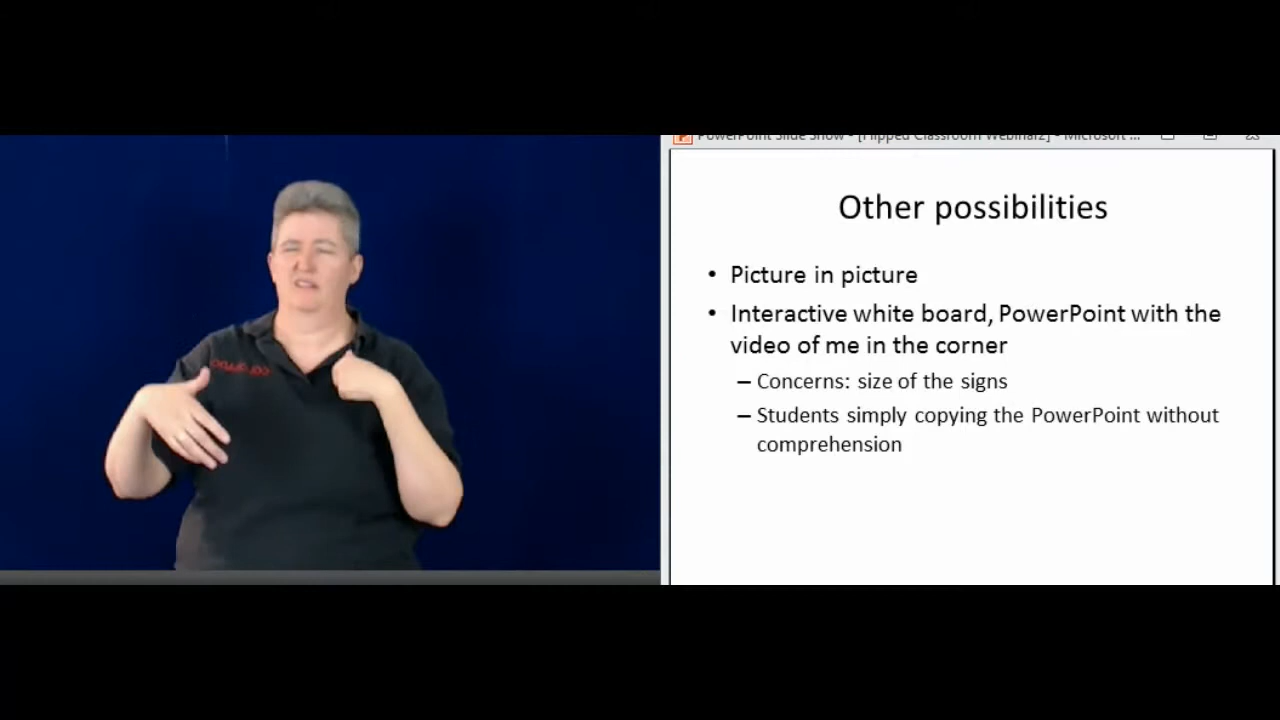 PowerPoint Slide Show - [Flipped Classroom Webinar2] - Microsoft ...
Other possibilities
• Picture in picture
• Interactive white board, PowerPoint with the
video of me in the corner
– Concerns: size of the signs
– Students simply copying the PowerPoint without
comprehension